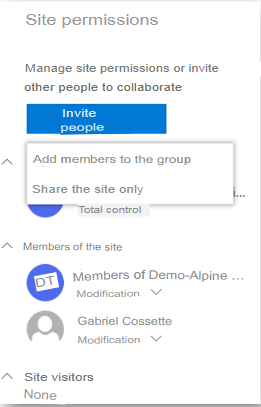 Site permissions
Manage site permissions or invite
other people to collaborate
Invite
people
Add members to the group
Share the site only
i...
Total control
Members of the site
DT
Members of Demo-Alpine ...
Modification
Gabriel Cossette
Modification
Site visitors
None